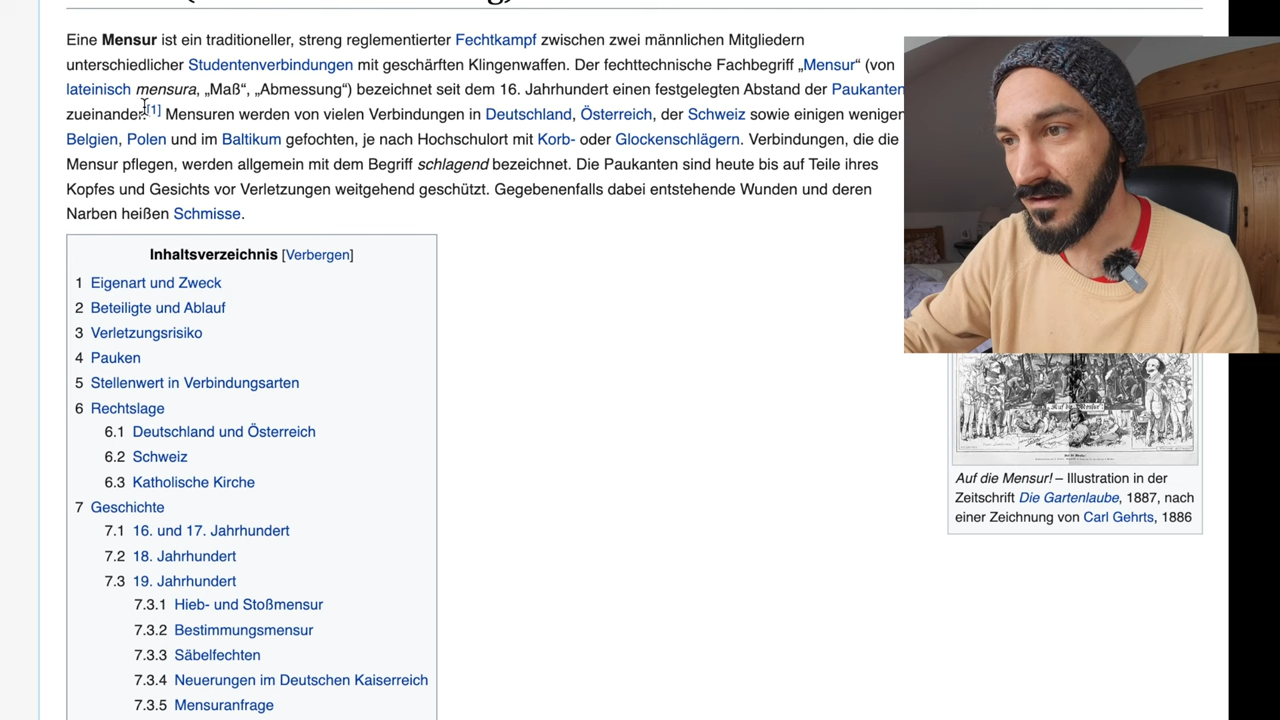 Eine Mensur ist ein traditioneller, streng reglementierter Fechtkampf zwischen zwei männlichen Mitgliedern
unterschiedlicher Studentenverbindungen mit geschärften Klingenwaffen. Der fechttechnische Fachbegriff „Mensur“ (von
lateinisch mensura, „Maß“, „Abmessung“) bezeichnet seit dem 16. Jahrhundert einen festgelegten Abstand der Paukanten
zueinander.[1] Mensuren werden von vielen Verbindungen in Deutschland, Österreich, der Schweiz sowie einigen wenigen
Belgien, Polen und im Baltikum gefochten, je nach Hochschulort mit Korb- oder Glockenschlägern. Verbindungen, die die
Mensur pflegen, werden allgemein mit dem Begriff schlagend bezeichnet. Die Paukanten sind heute bis auf Teile ihres
Kopfes und Gesichts vor Verletzungen weitgehend geschützt. Gegebenenfalls dabei entstehende Wunden und deren
Narben heißen Schmisse.
Inhaltsverzeichnis [Verbergen]
1 Eigenart und Zweck
2 Beteiligte und Ablauf
3 Verletzungsrisiko
4 Pauken
5 Stellenwert in Verbindungsarten
6 Rechtslage
6.1 Deutschland und Österreich
6.2 Schweiz
6.3 Katholische Kirche
7 Geschichte
7.1 16. und 17. Jahrhundert
7.2 18. Jahrhundert
7.3 19. Jahrhundert
7.3.1 Hieb- und Stoßmensur
7.3.2 Bestimmungsmensur
7.3.3 Säbelfechten
7.3.4 Neuerungen im Deutschen Kaiserreich
7.3.5 Mensuranfrage
Auf die Mensur! – Illustration in der
Zeitschrift Die Gartenlaube, 1887, nach
einer Zeichnung von Carl Gehrts, 1886